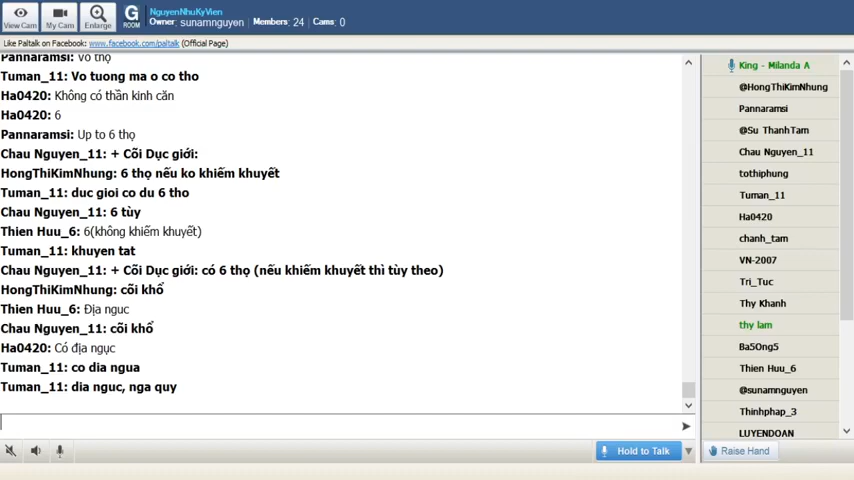 NguyenNhuKyVien
Owner: sunamnguyen Members: 24 Cams: 0
View Cam
My Cam
Enlarge
G
ROOM
Like Paltalk on Facebook: www.facebook.com/paltalk (Official Page)
Pannaramsi: Vô thọ
Tuman_11: Vo tuong ma o co tho
Ha0420: Không có thần kinh căn
Ha0420: 6
Pannaramsi: Up to 6 thọ
Chau Nguyen_11: + Cõi Dục giới:
HongThiKimNhung: 6 thọ nếu ko khiếm khuyết
Tuman_11: duc gioi co du 6 tho
Chau Nguyen_11: 6 tùy
Thien Huu_6: 6(không khiếm khuyết)
Tuman_11: khuyen tat
Chau Nguyen_11: + Cõi Dục giới: có 6 thọ (nếu khiếm khuyết thì tùy theo)
HongThiKimNhung: cõi khổ
Thien Huu_6: Địa nguc
Chau Nguyen_11: cõi khổ
Ha0420: Có địa ngục
Tuman_11: co dia ngua
Tuman_11: dia nguc, nga quy
Hold to Talk
King - Milanda A
@HongThiKimNhung
Pannaramsi
@Su ThanhTam
Chau Nguyen_11
tothiphung
Tuman_11
Ha0420
chanh_tam
VN-2007
Tri_Tuc
Thy Khanh
thy lam
Ba5Ong5
Thien Huu_6
@sunamnguyen
Thinhphap_3
LUYENDOAN
Raise Hand